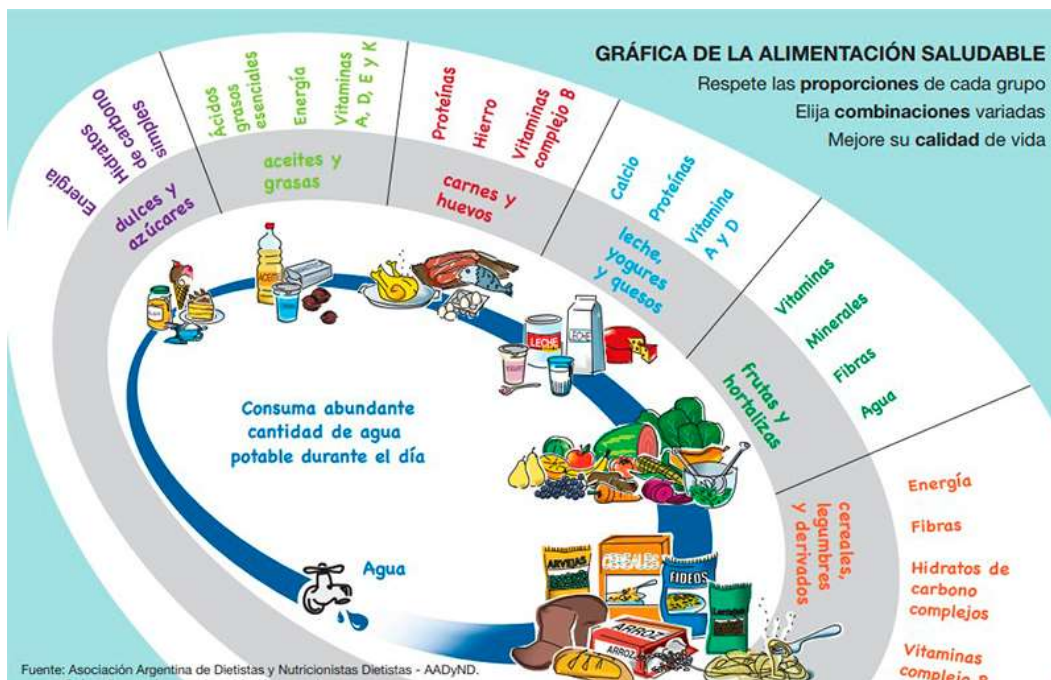 GRÁFICA DE LA ALIMENTACIÓN SALUDABLE
Respete las proporciones de cada grupo
Elija combinaciones variadas
Mejore su calidad de vida
Energía
Hidratos
de carbono
simples
dulces y
azúcares
Ácidos
grasos
esenciales
Energía
Vitaminas
A, D, E y K
aceites y
grasas
Proteínas
Hierro
Vitaminas
complejo B
carnes y
huevos
Calcio
Proteínas
Vitamina
A y D
leche,
yogures
y quesos
Vitaminas
Minerales
Fibras
Agua
frutas y
hortalizas
Energía
Fibras
Hidratos de
carbono
complejos
Vitaminas
complejo B
cereales,
legumbres
y derivados
LECHE
LECHE
Consuma abundante
cantidad de agua
potable durante el día
Agua
ARVEJAS
CEREALES
FIDEOS
ARROZ
ARROZ
Fuente: Asociación Argentina de Dietistas y Nutricionistas Dietistas - AADyND.